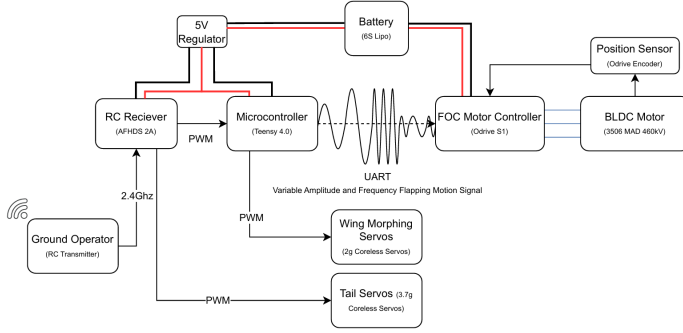 5V
Regulator
Battery
(6S Lipo)
Position Sensor
(Odrive Encoder)
RC Reciever
(AFHDS 2A)
PWM
Microcontroller
(Teensy 4.0)
FOC Motor Controller
(Odrive S1)
BLDC Motor
(3506 MAD 460kV)
UART
Variable Amplitude and Frequency Flapping Motion Signal
2.4Ghz
PWM
Ground Operator
(RC Transmitter)
Wing Morphing
Servos
(2g Coreless Servos)
PWM
Tail Servos (3.7g
Coreless Servos)